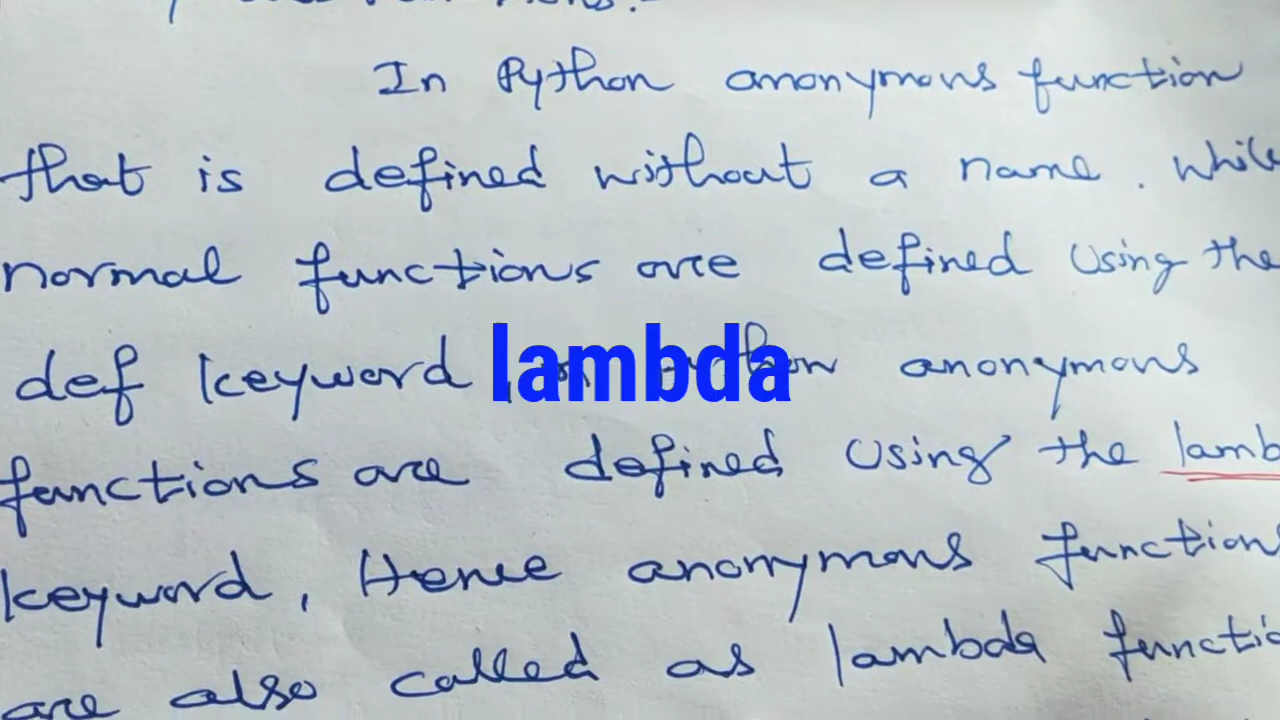 In Python anonymous function
that is defined without a name. While
normal functions are defined using the
def keyword, Python anonymous
lambda
functions are defined using the lamb
keyword, Hence anonymous function
are also called as lambda functio